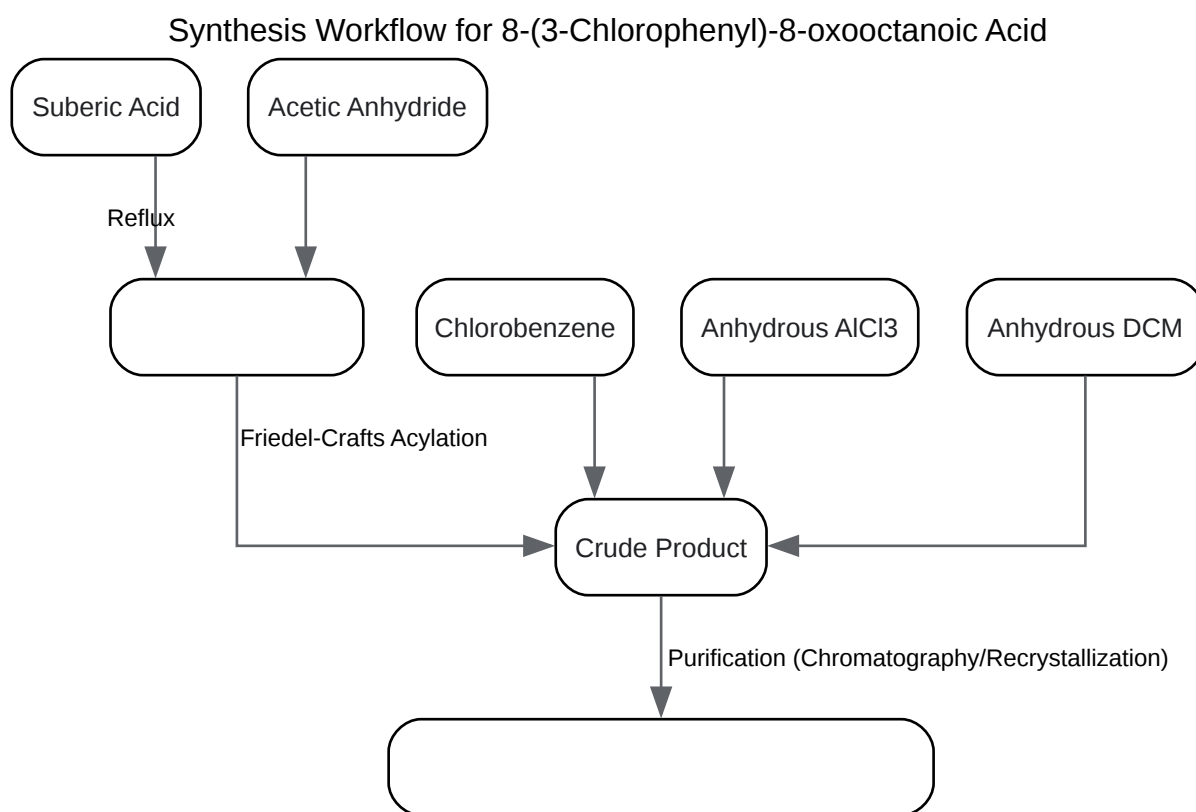 Synthesis Workflow for 8-(3-Chlorophenyl)-8-oxooctanoic Acid
Suberic Acid
Acetic Anhydride
Reflux
Chlorobenzene
Anhydrous AlCl3
Anhydrous DCM
Friedel-Crafts Acylation
Crude Product
Purification (Chromatography/Recrystallization)